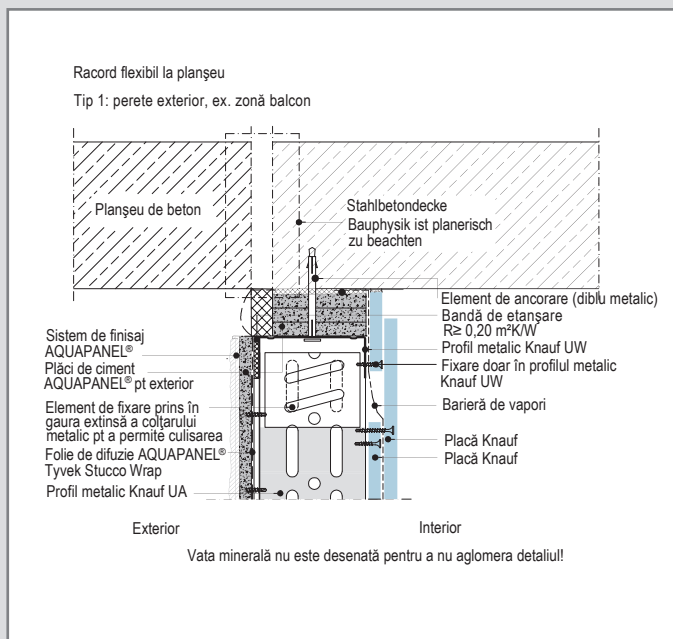 Racord flexibil la planşeu
Tip 1: perete exterior, ex. zonă balcon
Planşeu de beton
Stahlbetondecke
Bauphysik ist planerisch
zu beachten
Element de ancorare (diblu metalic)
Bandă de etanşare
R≥ 0,20 m²K/W
Profil metalic Knauf UW
Fixare doar în profilul metalic
Knauf UW
Barieră de vapori
Placă Knauf
Placă Knauf
Sistem de finisaj
AQUAPANEL®
Plăci de ciment
AQUAPANEL® pt exterior
Element de fixare prins în
gaura extinsă a colţarului
metalic pt a permite culisarea
Folie de difuzie AQUAPANEL®
Tyvek Stucco Wrap
Profil metalic Knauf UA
Exterior
Interior
Vata minerală nu este desenată pentru a nu aglomera detaliul!